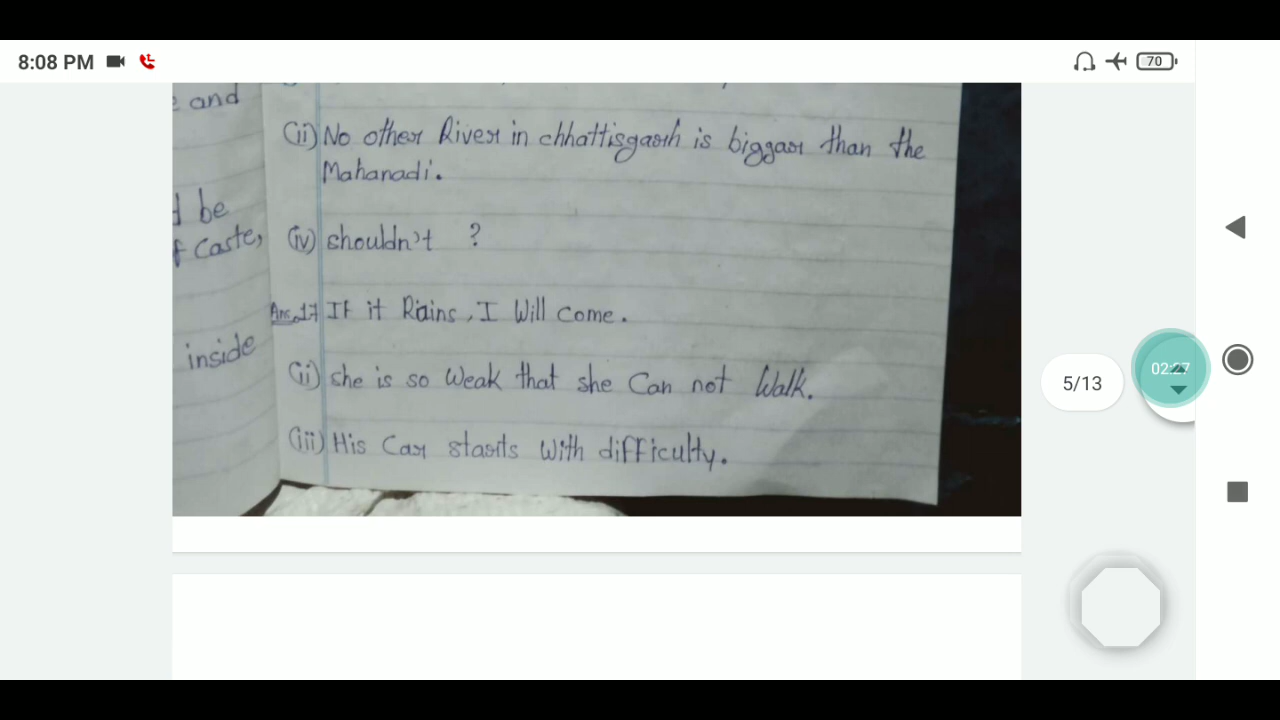 8:08 PM
70
e and
(ii) No other River in chhattisgarh is biggar than the
Mahanadi.
d be
f Caste,
(iv) shouldn't ?
Ans.17 If it Rains, I Will Come.
inside
(ii) she is so Weak that she Can not Walk.
(iii) His Car starts With difficulty.
5/13
02:27